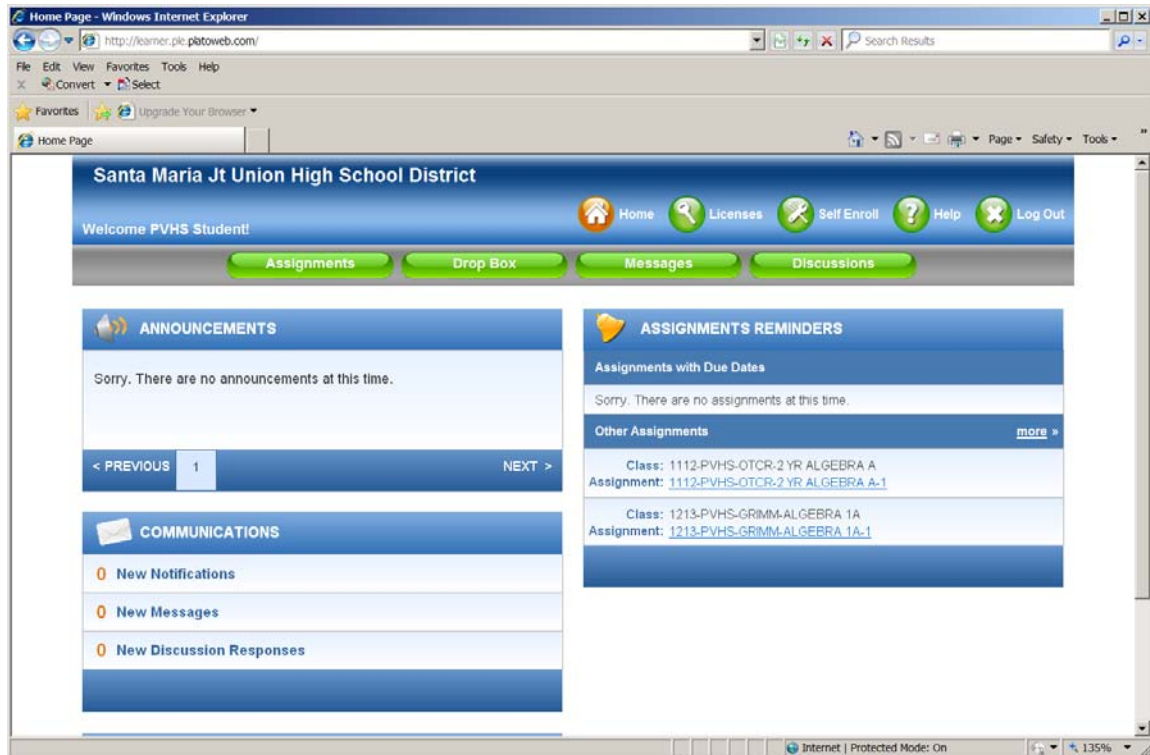 Home Page - Windows Internet Explorer
http://learner.ple.platoweb.com/
Search Results
File Edit View Favorites Tools Help
x Convert Select
Favorites Upgrade Your Browser
Home Page
Page Safety Tools »
Santa Maria Jt Union High School District
Home Licenses Self Enroll Help Log Out
Welcome PVHS Student!
Assignments Drop Box Messages Discussions
ANNOUNCEMENTS
Sorry. There are no announcements at this time.
< PREVIOUS 1 NEXT >
COMMUNICATIONS
0 New Notifications
0 New Messages
0 New Discussion Responses
ASSIGNMENTS REMINDERS
Assignments with Due Dates
Sorry. There are no assignments at this time.
Other Assignments more »
Class: 1112-PVHS-OTCR-2 YR ALGEBRA A
Assignment: 1112-PVHS-OTCR-2 YR ALGEBRA A-1
Class: 1213-PVHS-GRIMM-ALGEBRA 1A
Assignment: 1213-PVHS-GRIMM-ALGEBRA 1A-1
Internet | Protected Mode: On
135%